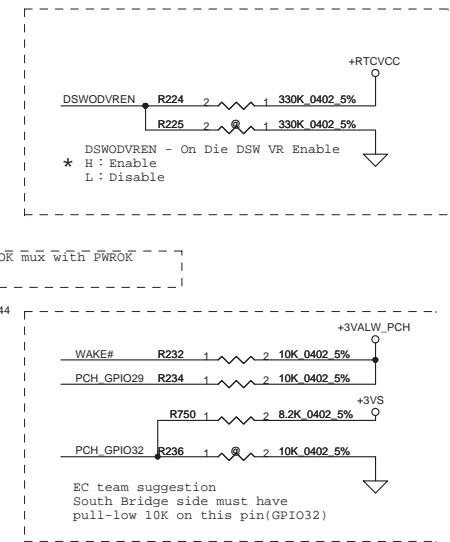 +RTCVCC
DSWODVREN R224 2 1 330K_0402_5%
R225 2 @ 1 330K_0402_5%
DSWODVREN - On Die DSW VR Enable
* H：Enable
L：Disable
OK mux with PWROK
44
+3VALW_PCH
WAKE# R232 1 2 10K_0402_5%
PCH_GPIO29 R234 1 2 10K_0402_5%
+3VS
R750 1 2 8.2K_0402_5%
PCH_GPIO32 R236 1 @ 2 10K_0402_5%
EC team suggestion
South Bridge side must have
pull-low 10K on this pin(GPIO32)